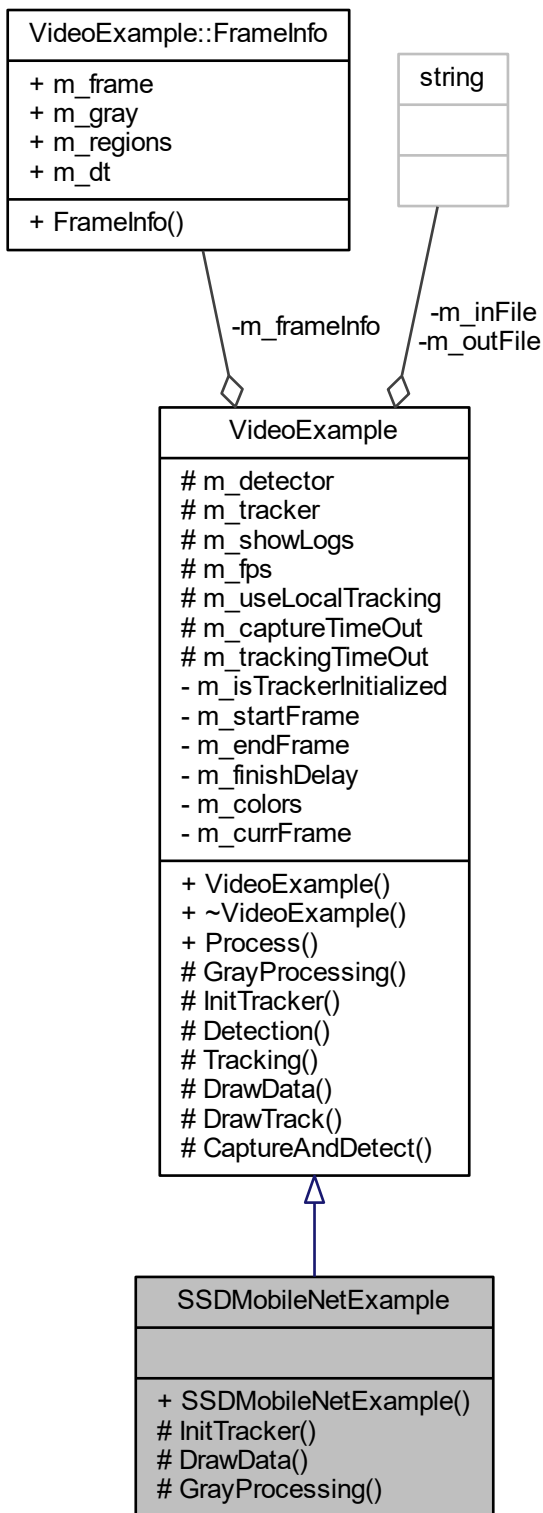 VideoExample::FrameInfo
+ m_frame
+ m_gray
+ m_regions
+ m_dt
+ FrameInfo()
string
-m_frameInfo
-m_inFile
-m_outFile
VideoExample
# m_detector
# m_tracker
# m_showLogs
# m_fps
# m_useLocalTracking
# m_captureTimeOut
# m_trackingTimeOut
- m_isTrackerInitialized
- m_startFrame
- m_endFrame
- m_finishDelay
- m_colors
- m_currFrame
+ VideoExample()
+ ~VideoExample()
+ Process()
# GrayProcessing()
# InitTracker()
# Detection()
# Tracking()
# DrawData()
# DrawTrack()
# CaptureAndDetect()
SSDMobileNetExample
+ SSDMobileNetExample()
# InitTracker()
# DrawData()
# GrayProcessing()